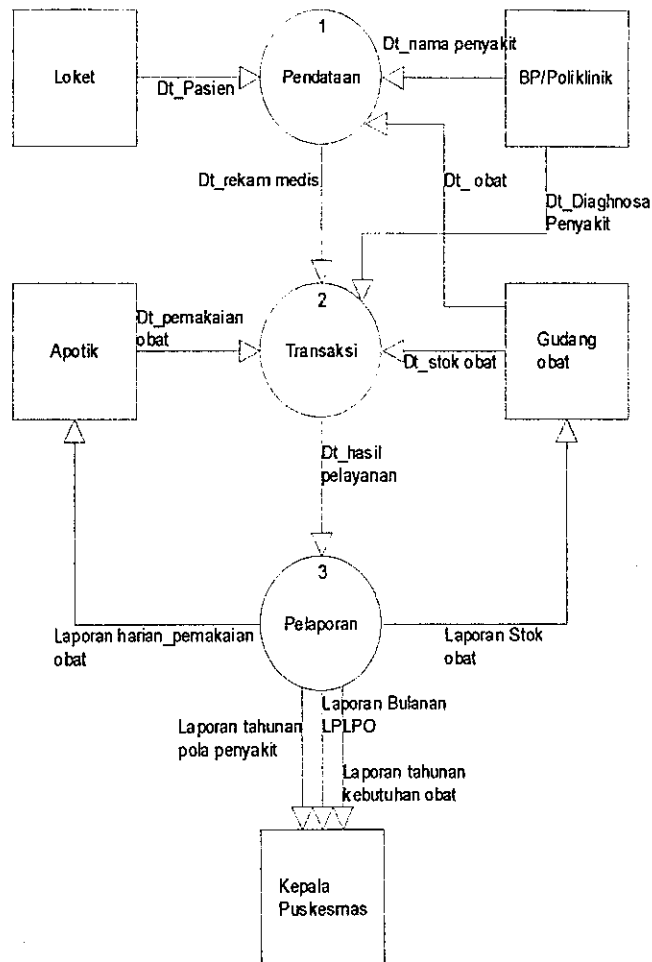 1
Loket
Dt_Pasien
Pendataan
Dt_nama penyakit
BP/Poliklinik
Dt_rekam medis
Dt_ obat
Dt_Diaghnosa
Penyakit
Apotik
Dt_pemakaian
obat
2
Transaksi
Dt_stok obat
Gudang
obat
Dt_hasil
pelayanan
3
Pelaporan
Laporan harian_pemakaian
obat
Laporan Stok
obat
Laporan tahunan
pola penyakit
Laporan Bulanan
LPLPO
Laporan tahunan
kebutuhan obat
Kepala
Puskesmas